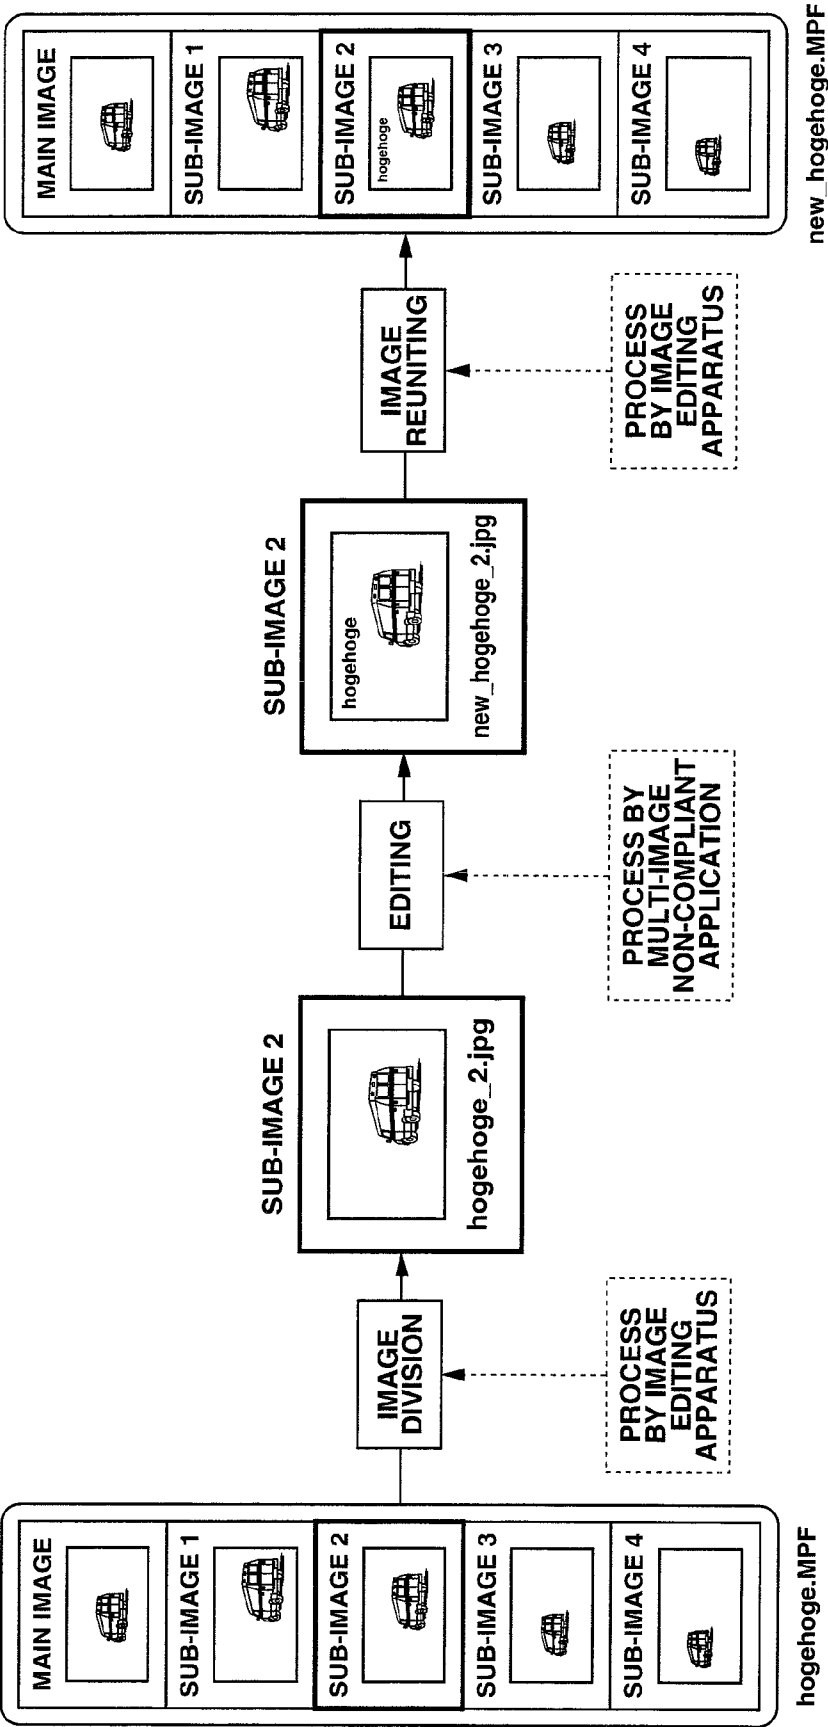 MAIN IMAGE
SUB-IMAGE 1
SUB-IMAGE 2
SUB-IMAGE 3
SUB-IMAGE 4
hogehoge.MPF
IMAGE
DIVISION
PROCESS
BY IMAGE
EDITING
APPARATUS
SUB-IMAGE 2
hogehoge_2.jpg
EDITING
PROCESS BY
MULTI-IMAGE
NON-COMPLIANT
APPLICATION
SUB-IMAGE 2
hogehoge
new_hogehoge_2.jpg
IMAGE
REUNITING
PROCESS
BY IMAGE
EDITING
APPARATUS
MAIN IMAGE
SUB-IMAGE 1
SUB-IMAGE 2
hogehoge
SUB-IMAGE 3
SUB-IMAGE 4
new_hogehoge.MPF